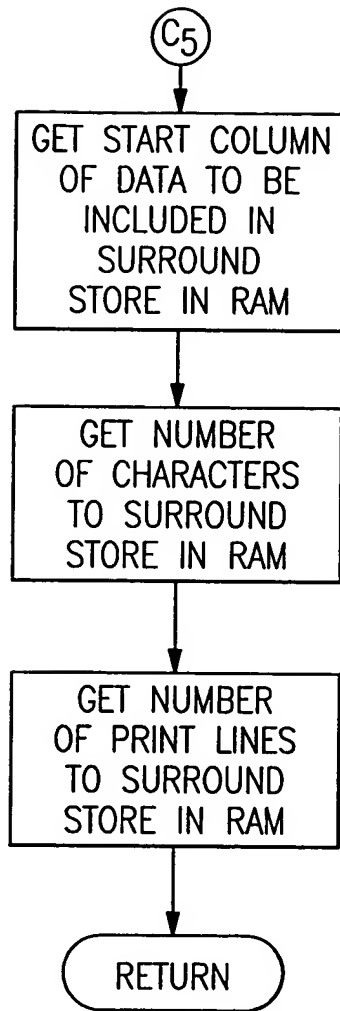 C5
GET START COLUMN
OF DATA TO BE
INCLUDED IN
SURROUND
STORE IN RAM
GET NUMBER
OF CHARACTERS
TO SURROUND
STORE IN RAM
GET NUMBER
OF PRINT LINES
TO SURROUND
STORE IN RAM
RETURN